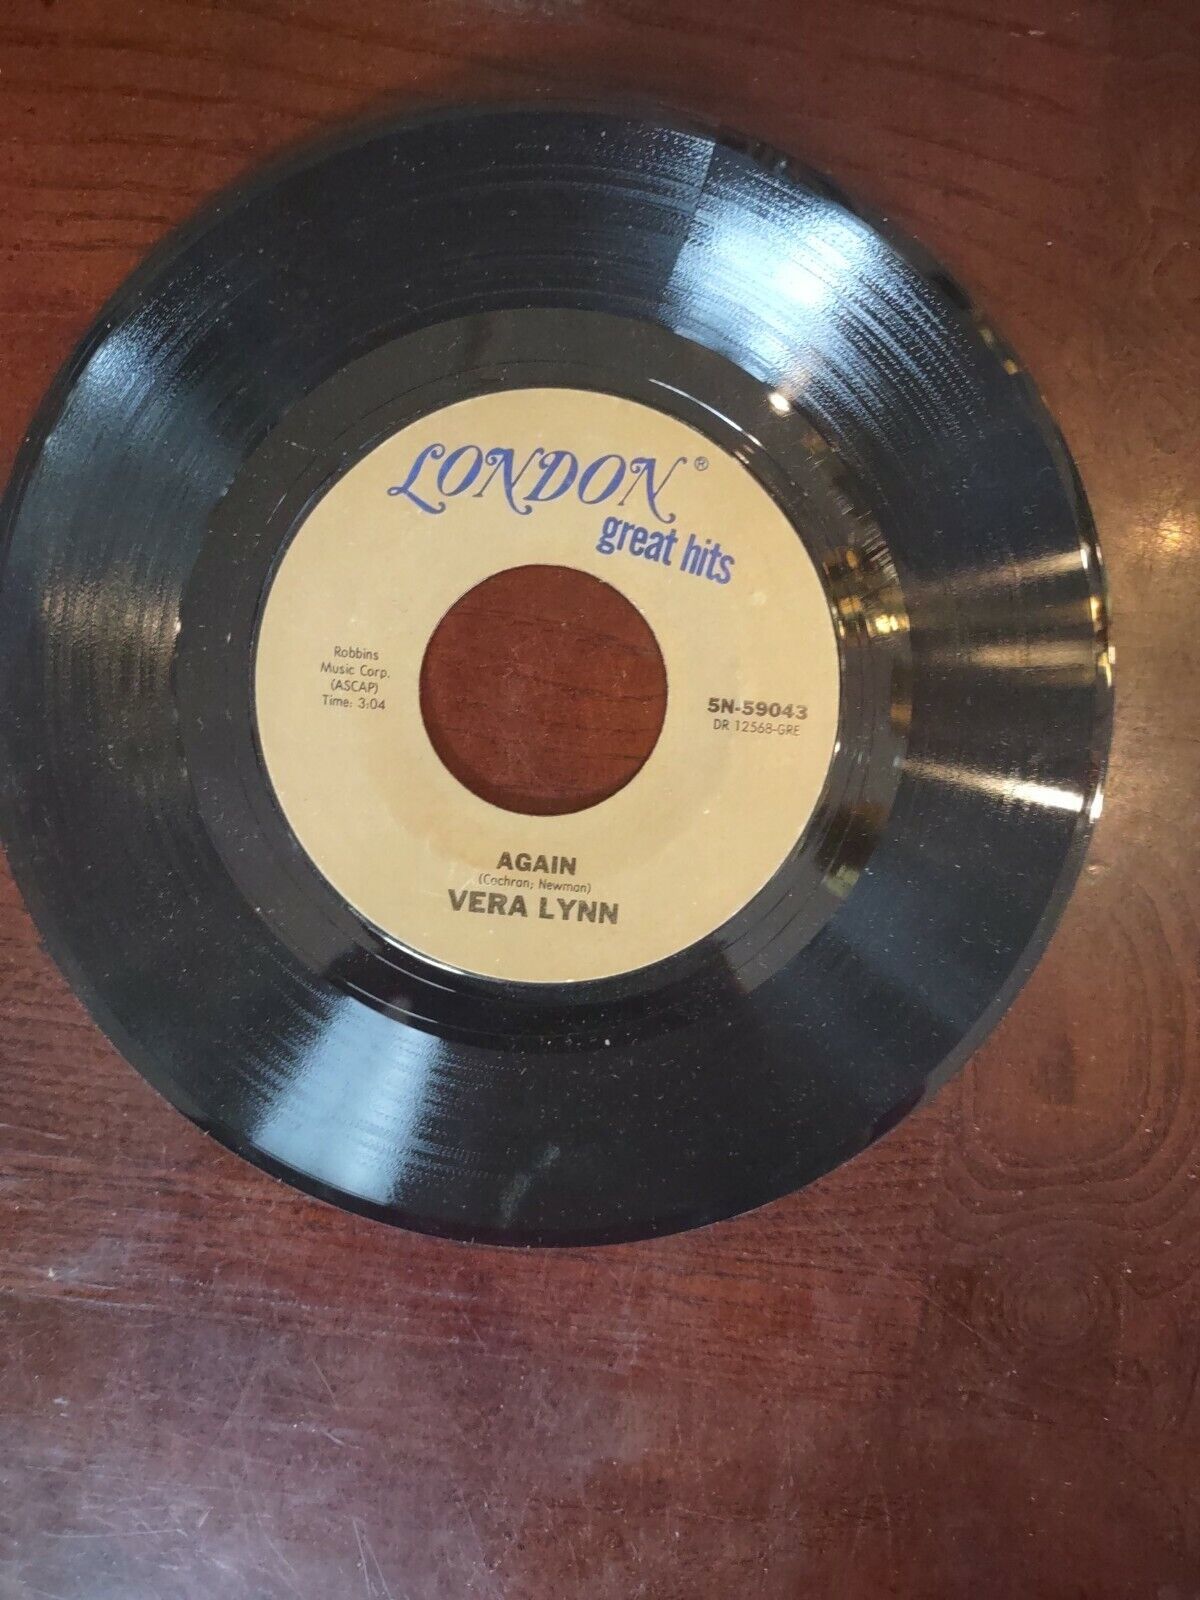 LONDON®
great hits
Robbins
Music Corp.
(ASCAP)
Time: 3:04
5N-59043
DR 12568-GRE
AGAIN
(Cochran; Newman)
VERA LYNN